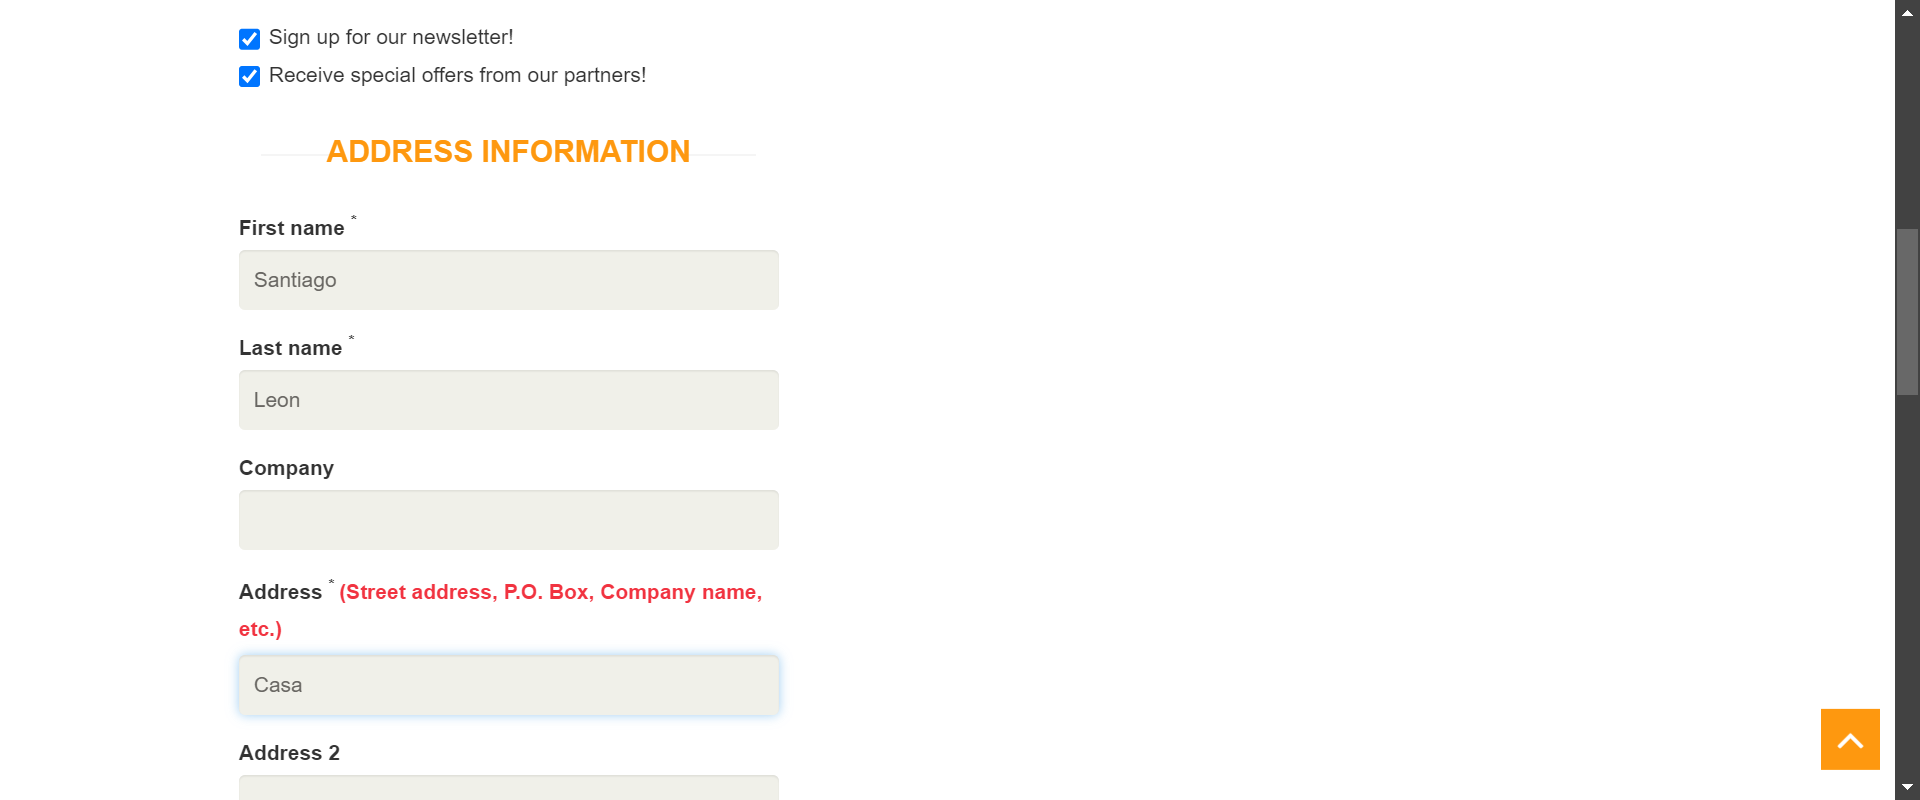 Sign up for our newsletter!
Receive special offers from our partners!
ADDRESS INFORMATION
First name *
Santiago
Last name *
Leon
Company
Address * (Street address, P.O. Box, Company name,
etc.)
Casa
Address 2